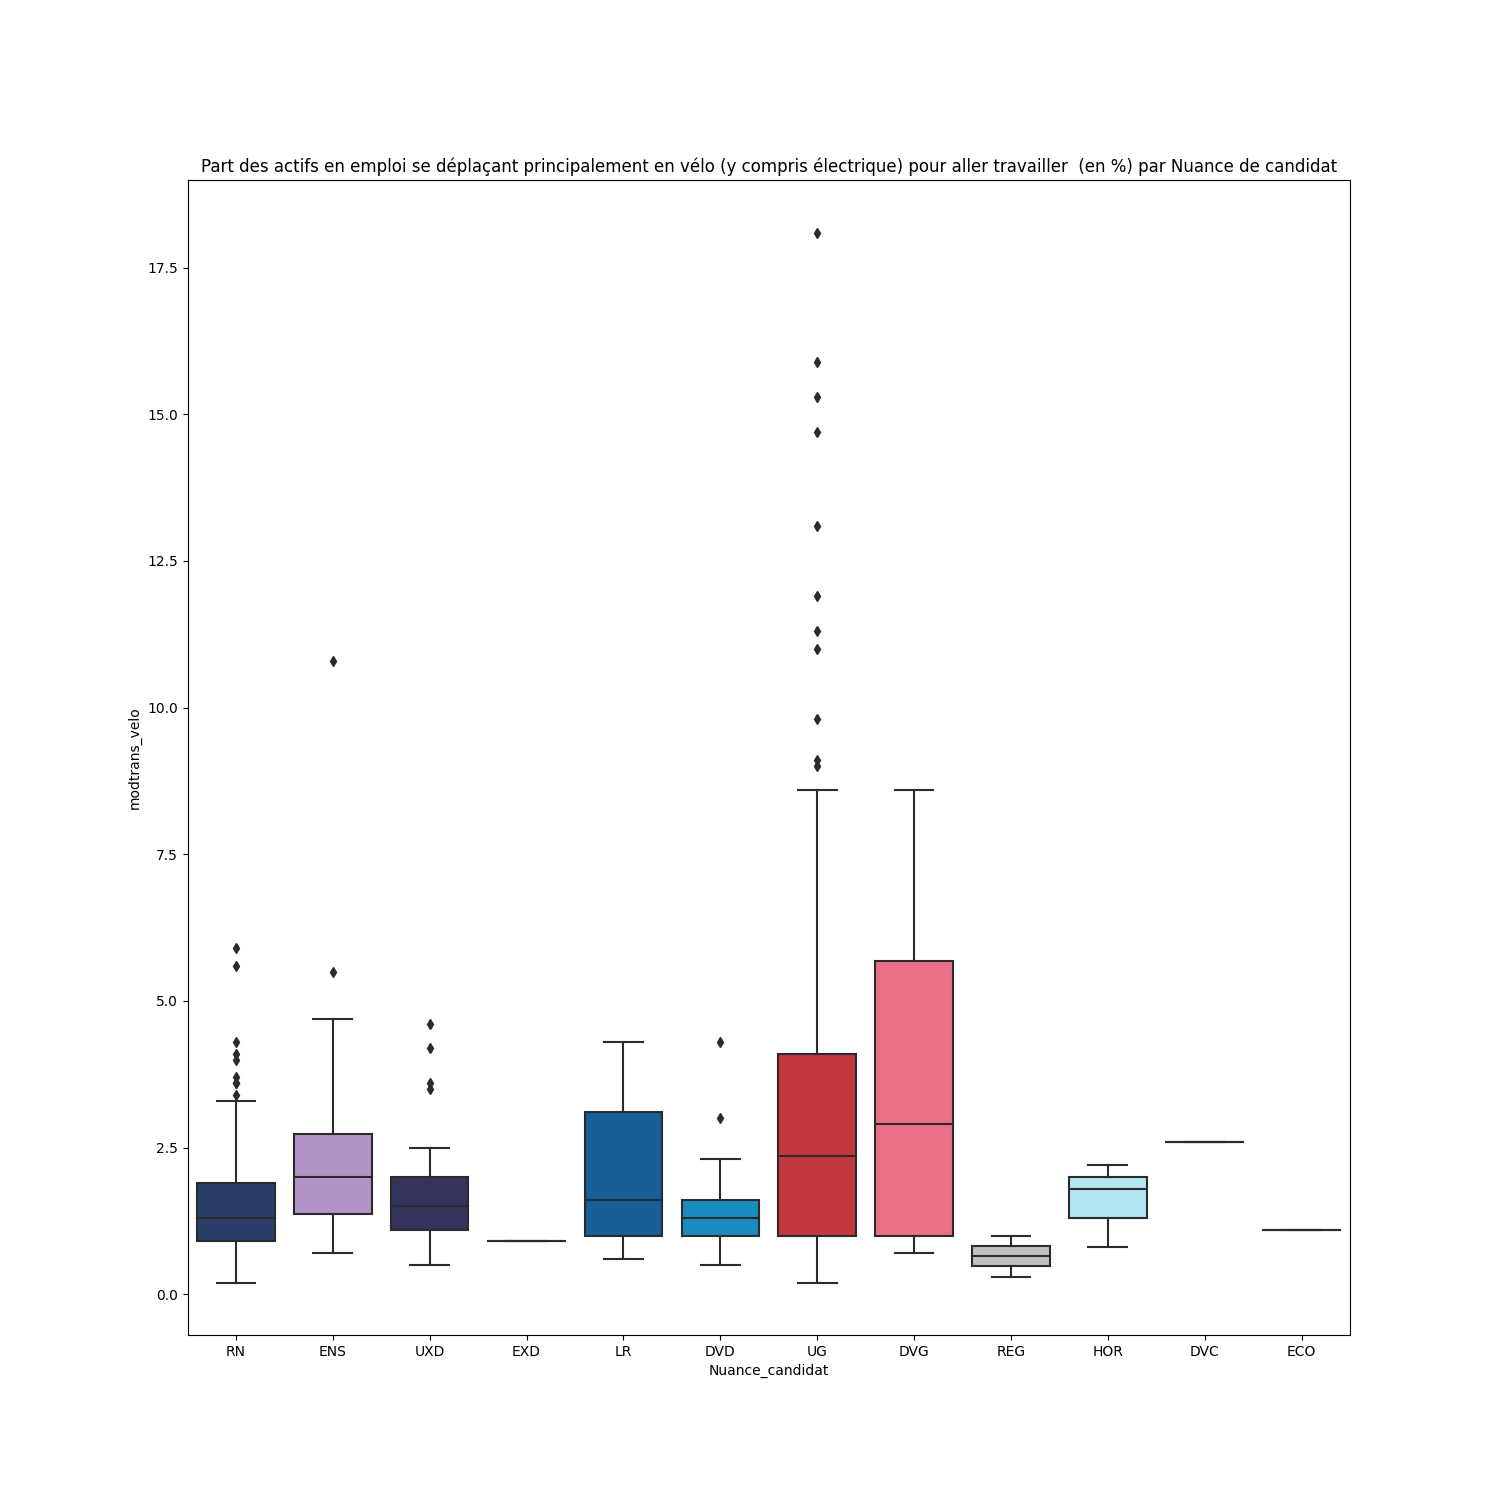 Part des actifs en emploi se déplaçant principalement en vélo (y compris électrique) pour aller travailler  (en %) par Nuance de candidat
17.5
15.0
12.5
10.0
7.5
5.0
2.5
0.0
modtrans_velo
RN ENS UXD EXD LR DVD UG DVG REG HOR DVC ECO
Nuance_candidat